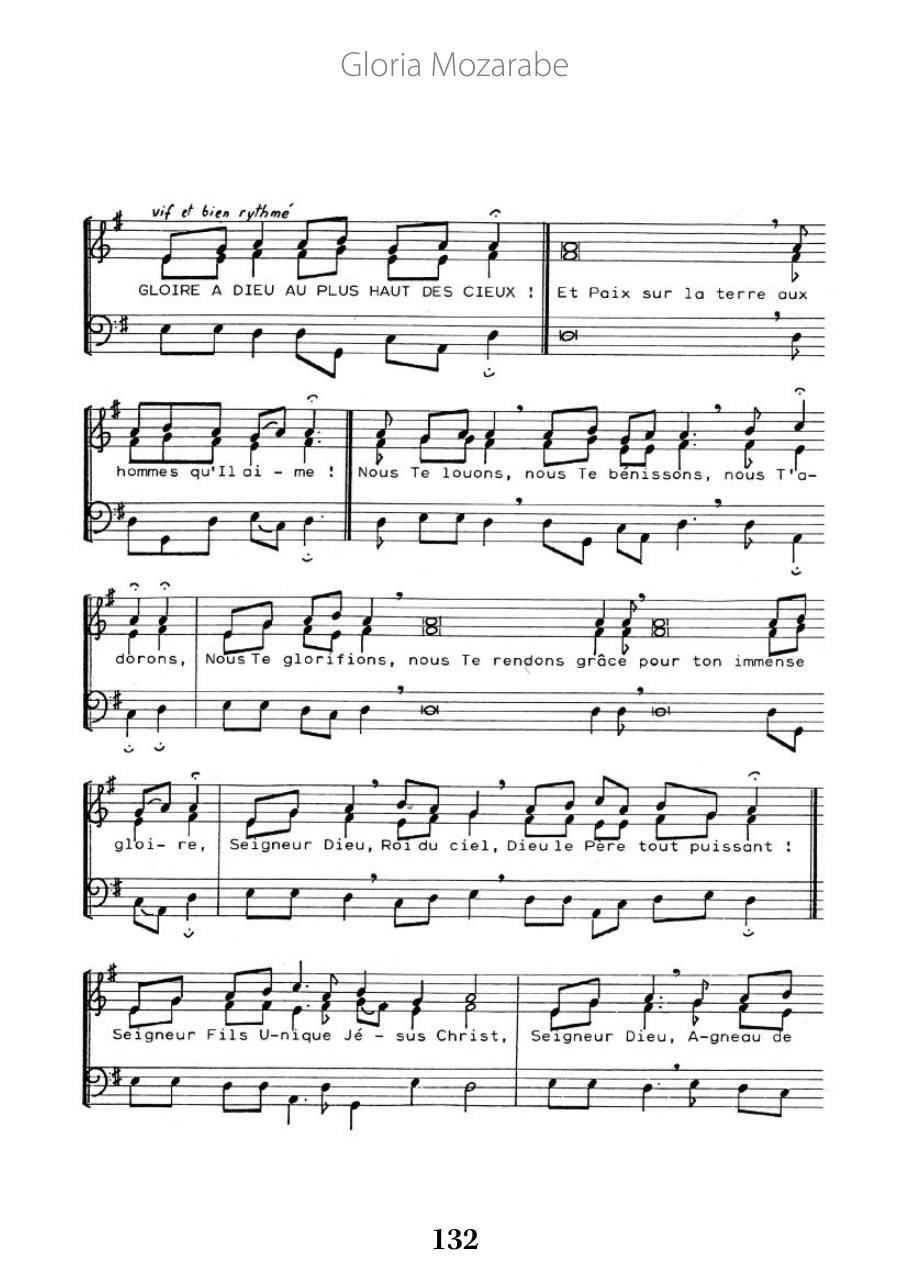 Gloria Mozarabe
vif et bien rythmé
GLOIRE A DIEU AU PLUS HAUT DES CIEUX ! Et Paix sur la terre aux
hommes qu'Il ai - me ! Nous Te louons, nous Te bénissons, nous T'a-
dorons, Nous Te glorifions, nous Te rendons grâce pour ton immense
gloi- re, Seigneur Dieu, Roi du ciel, Dieu le Père tout puissant !
Seigneur Fils U-nique Jé - sus Christ, Seigneur Dieu, A-gneau de
132